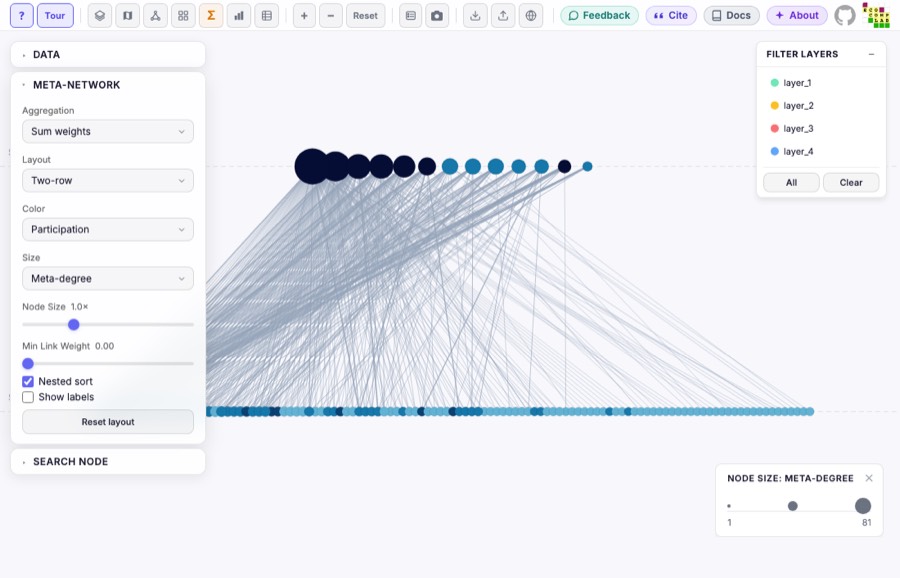 ? Tour Σ + − Reset Feedback Cite Docs About
DATA
META-NETWORK
Aggregation
Sum weights
Layout
Two-row
Color
Participation
Size
Meta-degree
Node Size 1.0×
Min Link Weight 0.00
Nested sort
Show labels
Reset layout
SEARCH NODE
FILTER LAYERS −
layer_1
layer_2
layer_3
layer_4
All Clear
NODE SIZE: META-DEGREE
1 81